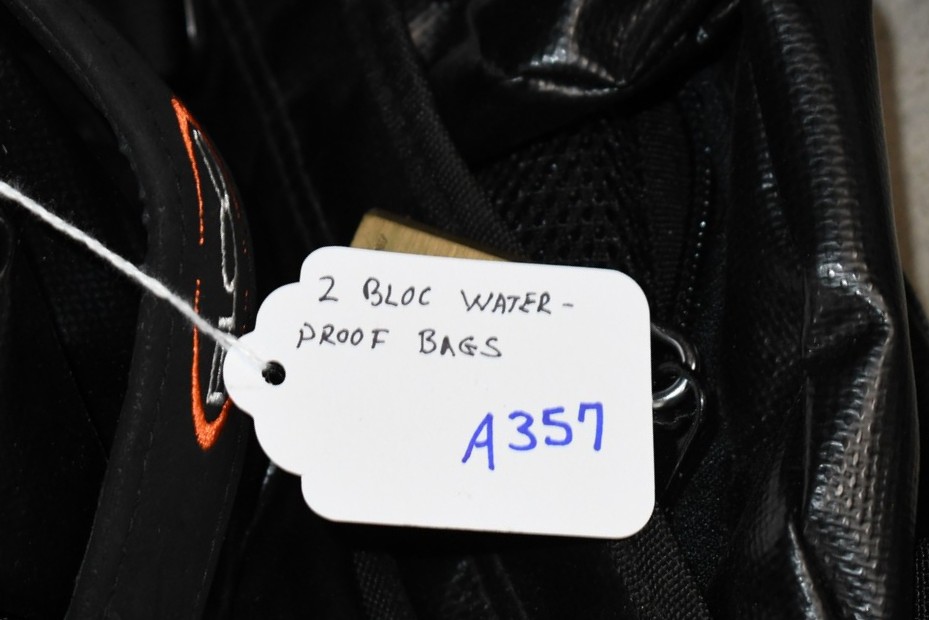 2 BLOC WATER-
PROOF BAGS
A357